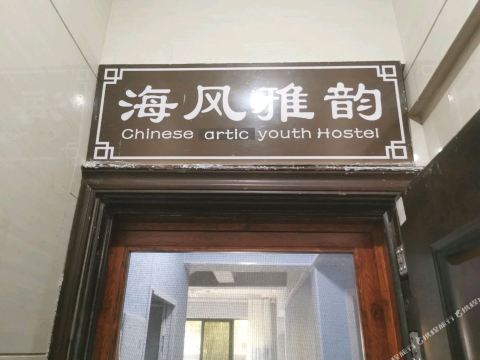 海风雅韵
Chinese artic youth Hostel